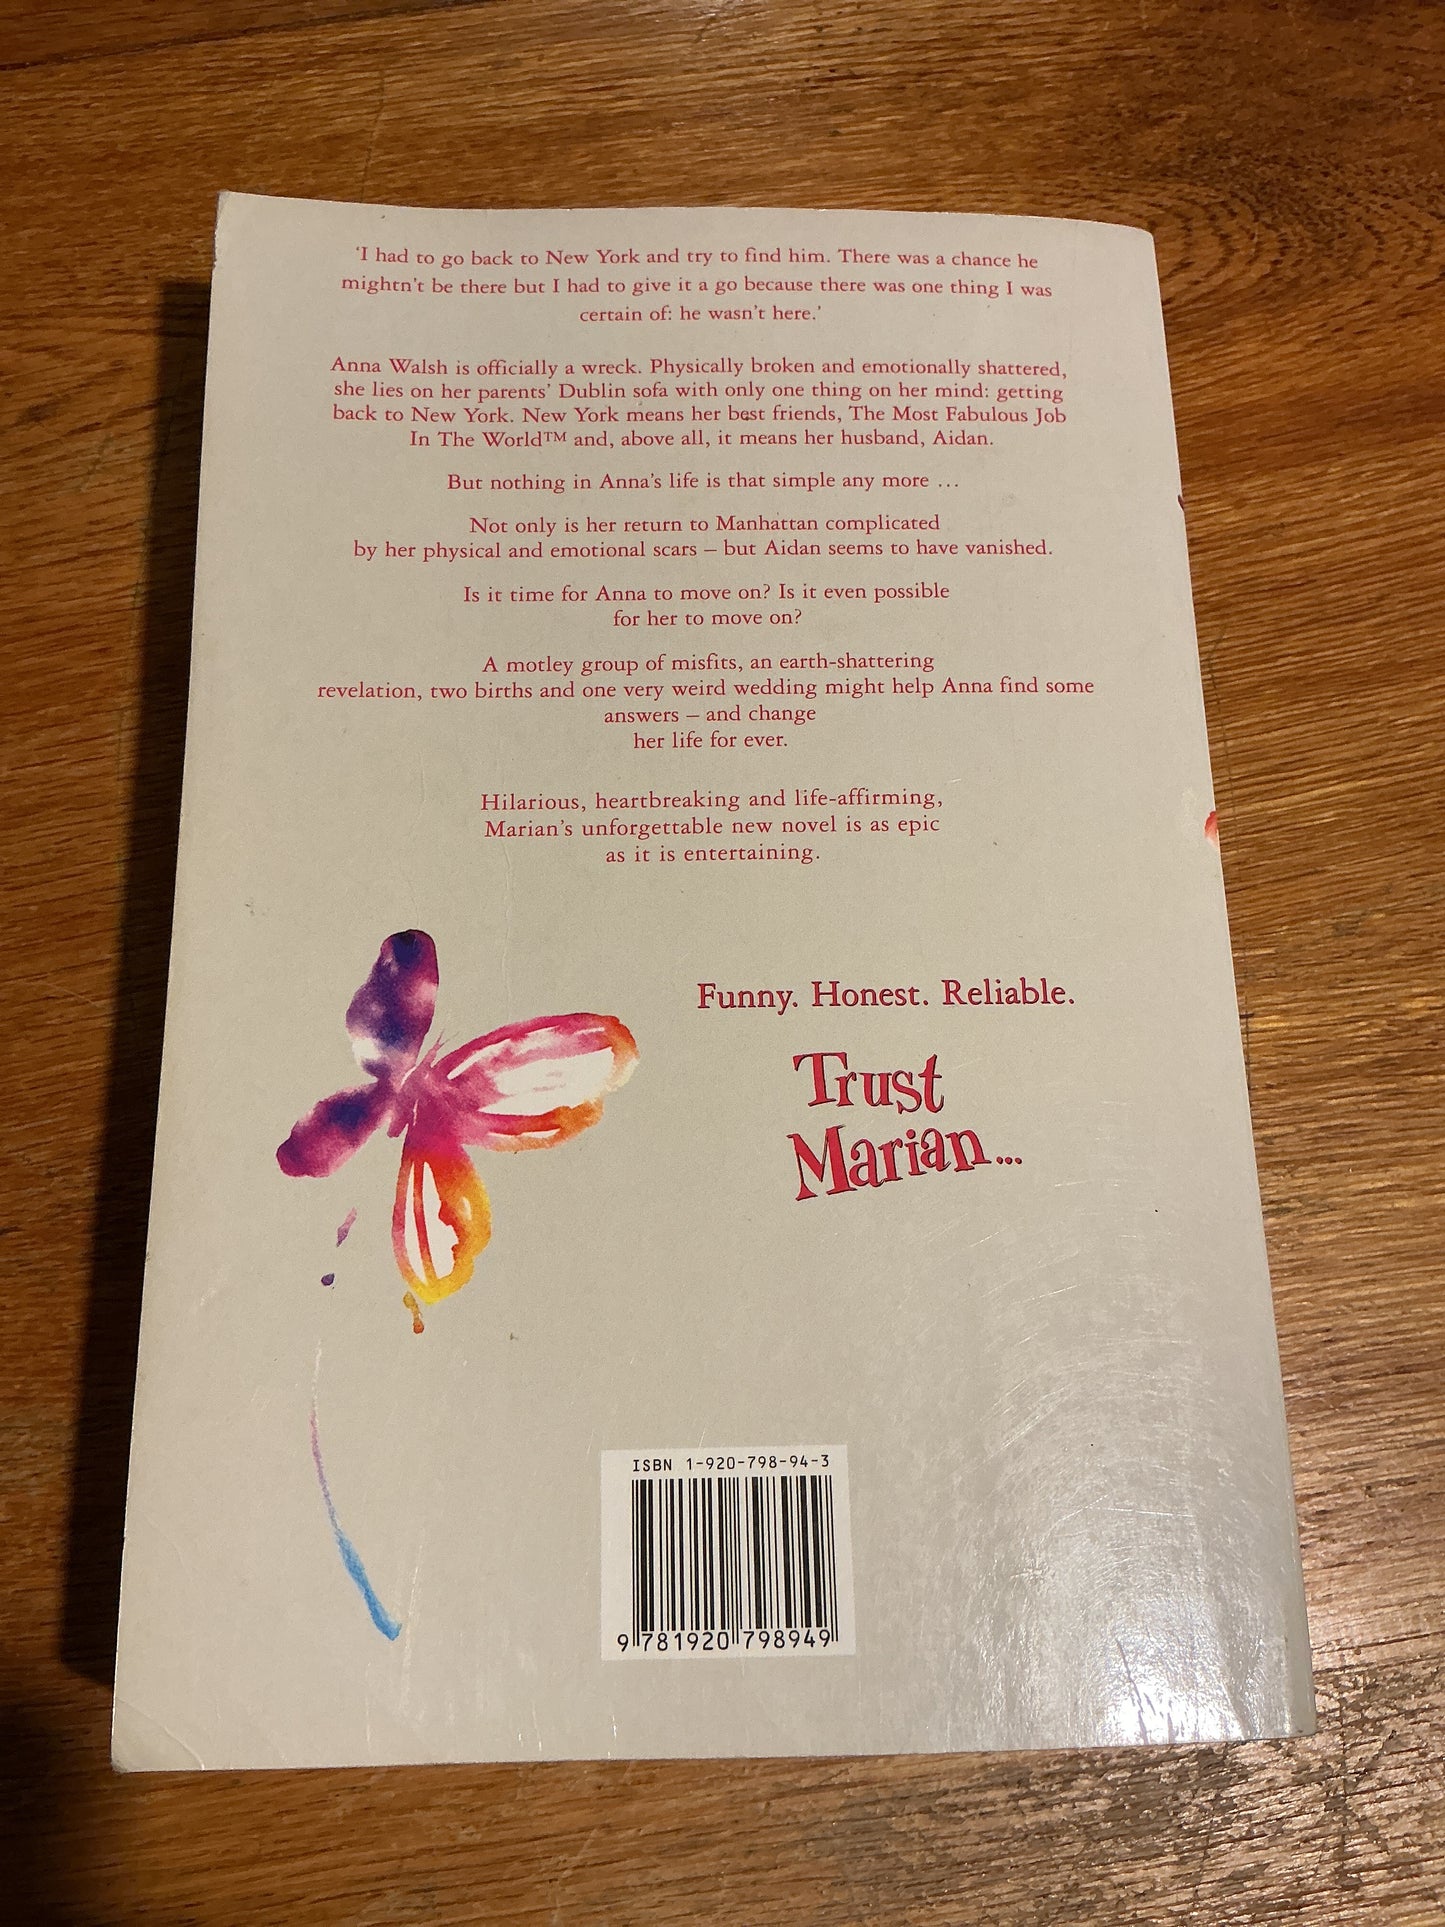 ‘I had to go back to New York and try to find him. There was a chance he
mightn’t be there but I had to give it a go because there was one thing I was
certain of: he wasn’t here.’
Anna Walsh is officially a wreck. Physically broken and emotionally shattered,
she lies on her parents’ Dublin sofa with only one thing on her mind: getting
back to New York. New York means her best friends, The Most Fabulous Job
In The World™ and, above all, it means her husband, Aidan.
But nothing in Anna’s life is that simple any more …
Not only is her return to Manhattan complicated
by her physical and emotional scars – but Aidan seems to have vanished.
Is it time for Anna to move on? Is it even possible
for her to move on?
A motley group of misfits, an earth-shattering
revelation, two births and one very weird wedding might help Anna find some
answers – and change
her life for ever.
Hilarious, heartbreaking and life-affirming,
Marian’s unforgettable new novel is as epic
as it is entertaining.
Funny. Honest. Reliable.
Trust
Marian...
ISBN 1-920-798-94-3
9 781920 798949